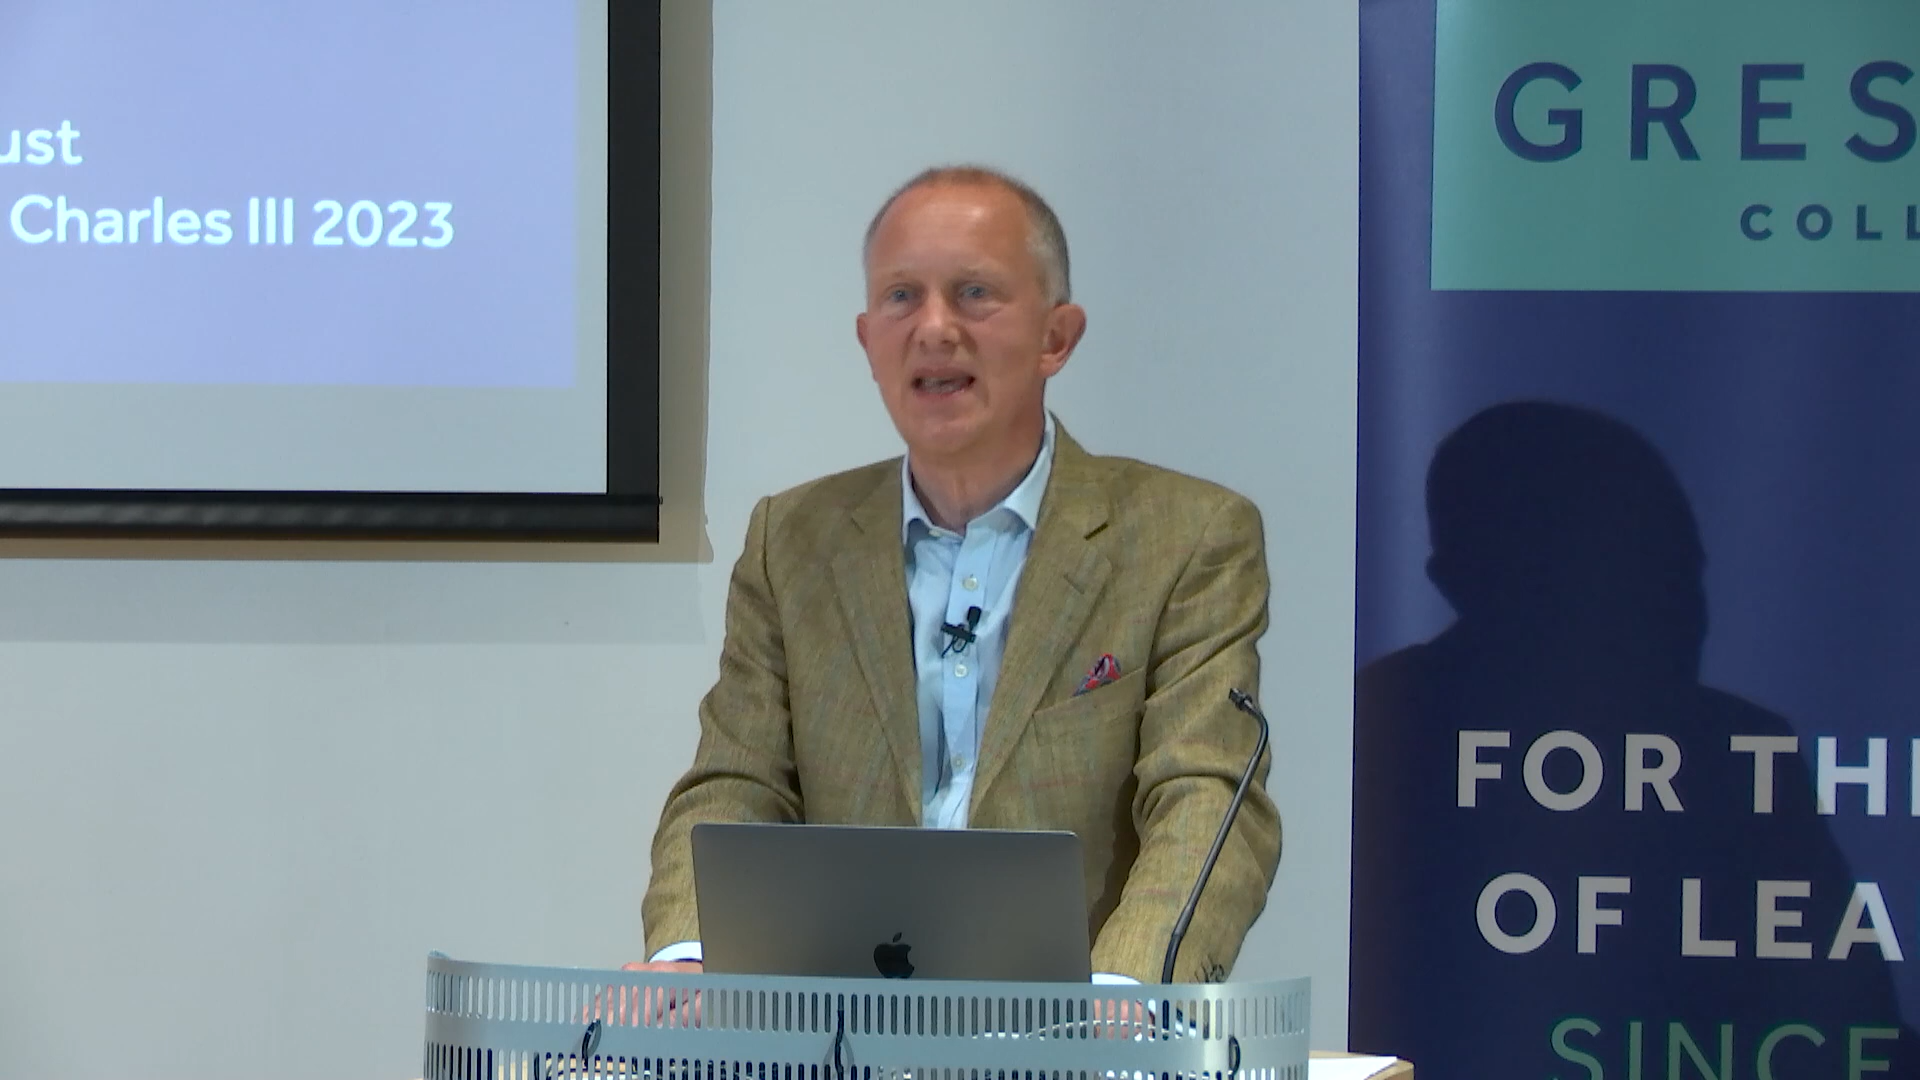 ust
Charles III 2023
GRES
COLL
FOR TH
OF LEA
SINCE